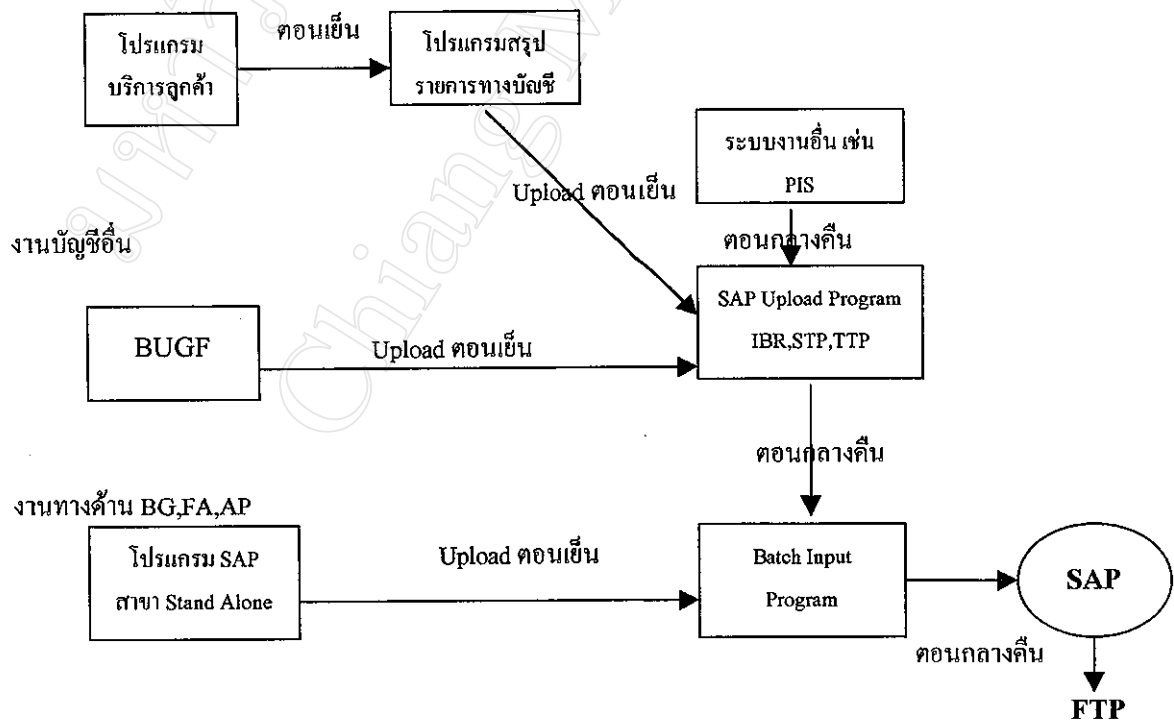 โปรแกรม
บริการลูกค้า
ตอนเย็น
โปรแกรมสรุป
รายการทางบัญชี
ระบบงานอื่น เช่น
PIS
Upload ตอนเย็น
ตอนกลางคืน
งานบัญชีอื่น
BUGF
Upload ตอนเย็น
SAP Upload Program
IBR,STP,TTP
ตอนกลางคืน
งานทางด้าน BG,FA,AP
โปรแกรม SAP
สาขา Stand Alone
Upload ตอนเย็น
Batch Input
Program
SAP
ตอนกลางคืน
FTP
Chiang M